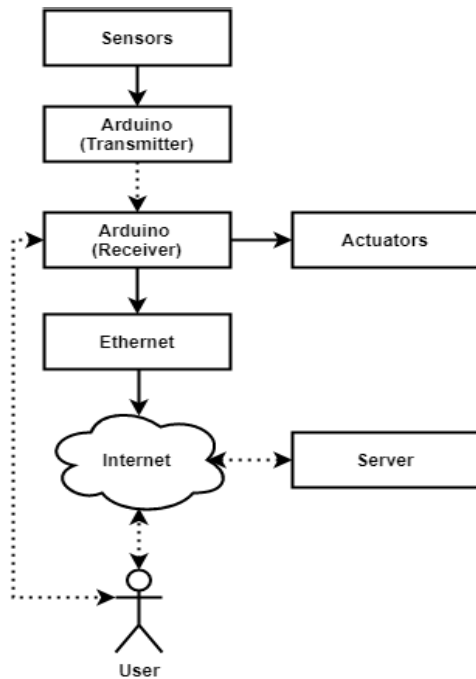 Sensors
Arduino
(Transmitter)
Arduino
(Receiver)
Actuators
Ethernet
Internet
Server
User